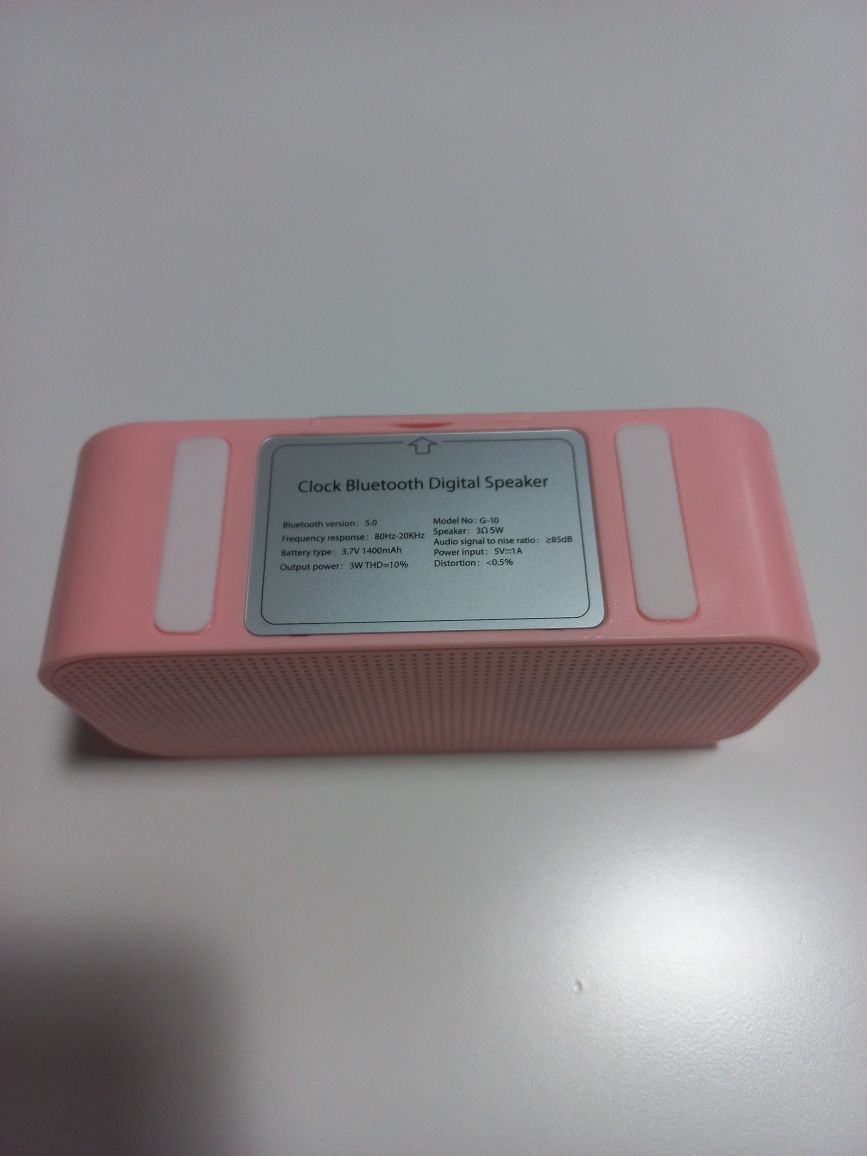 Clock Bluetooth Digital Speaker
Bluetooth version: 5.0
Frequency response: 80Hz-20KHz
Battery type: 3.7V 1400mAh
Output power: 3W THD=10%
Model No: G-10
Speaker: 3Ω 5W
Audio signal to nise ratio: ≥85dB
Power input: 5V⎓1A
Distortion: <0.5%